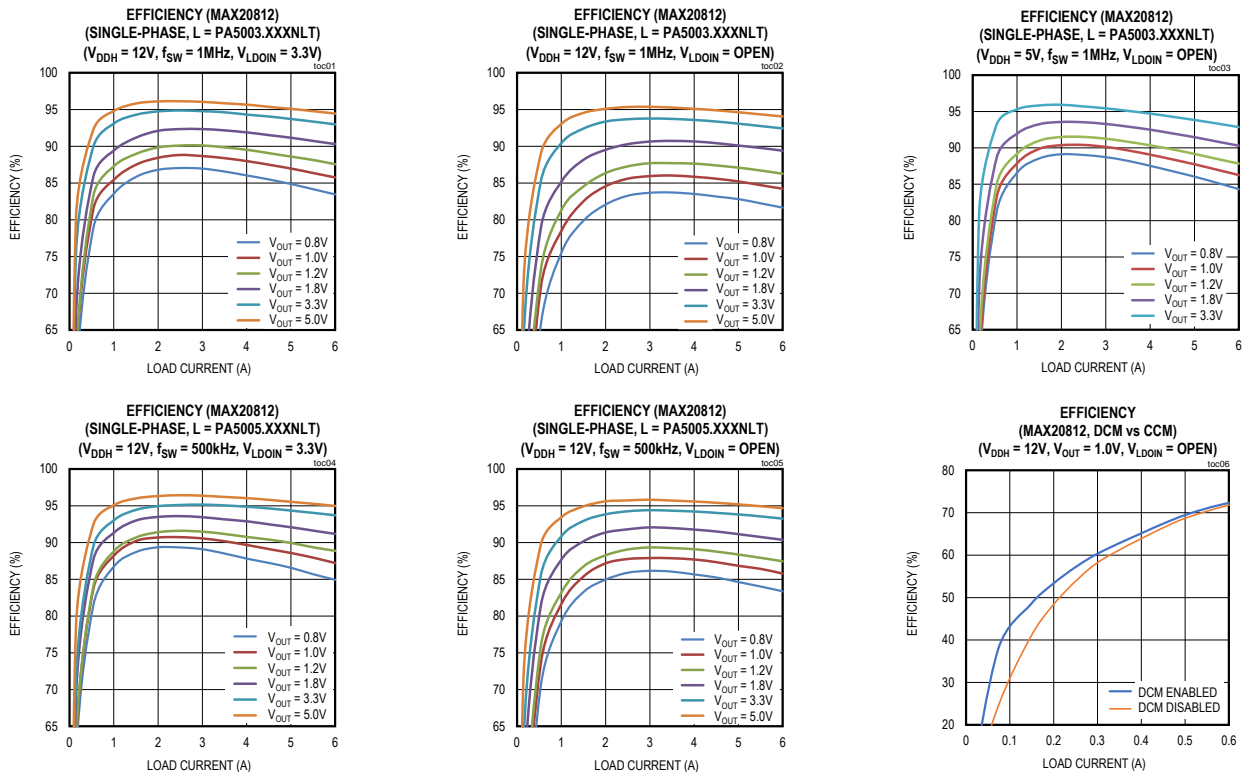 EFFICIENCY (MAX20812)
(SINGLE-PHASE, L = PA5003.XXXNLT)
(VDDH = 12V, fSW = 1MHz, VLDOIN = 3.3V)
toc01
100
95
90
85
80
75
70
65
EFFICIENCY (%)
VOUT = 0.8V
VOUT = 1.0V
VOUT = 1.2V
VOUT = 1.8V
VOUT = 3.3V
VOUT = 5.0V
0 1 2 3 4 5 6
LOAD CURRENT (A)
EFFICIENCY (MAX20812)
(SINGLE-PHASE, L = PA5003.XXXNLT)
(VDDH = 12V, fSW = 1MHz, VLDOIN = OPEN)
toc02
100
95
90
85
80
75
70
65
EFFICIENCY (%)
VOUT = 0.8V
VOUT = 1.0V
VOUT = 1.2V
VOUT = 1.8V
VOUT = 3.3V
VOUT = 5.0V
0 1 2 3 4 5 6
LOAD CURRENT (A)
EFFICIENCY (MAX20812)
(SINGLE-PHASE, L = PA5003.XXXNLT)
(VDDH = 5V, fSW = 1MHz, VLDOIN = OPEN)
toc03
100
95
90
85
80
75
70
65
EFFICIENCY (%)
VOUT = 0.8V
VOUT = 1.0V
VOUT = 1.2V
VOUT = 1.8V
VOUT = 3.3V
0 1 2 3 4 5 6
LOAD CURRENT (A)
EFFICIENCY (MAX20812)
(SINGLE-PHASE, L = PA5005.XXXNLT)
(VDDH = 12V, fSW = 500kHz, VLDOIN = 3.3V)
toc04
100
95
90
85
80
75
70
65
EFFICIENCY (%)
VOUT = 0.8V
VOUT = 1.0V
VOUT = 1.2V
VOUT = 1.8V
VOUT = 3.3V
VOUT = 5.0V
0 1 2 3 4 5 6
LOAD CURRENT (A)
EFFICIENCY (MAX20812)
(SINGLE-PHASE, L = PA5005.XXXNLT)
(VDDH = 12V, fSW = 500kHz, VLDOIN = OPEN)
toc05
100
95
90
85
80
75
70
65
EFFICIENCY (%)
VOUT = 0.8V
VOUT = 1.0V
VOUT = 1.2V
VOUT = 1.8V
VOUT = 3.3V
VOUT = 5.0V
0 1 2 3 4 5 6
LOAD CURRENT (A)
EFFICIENCY
(MAX20812, DCM vs CCM)
(VDDH = 12V, VOUT = 1.0V, VLDOIN = OPEN)
toc06
80
70
60
50
40
30
20
EFFICIENCY (%)
DCM ENABLED
DCM DISABLED
0 0.1 0.2 0.3 0.4 0.5 0.6
LOAD CURRENT (A)